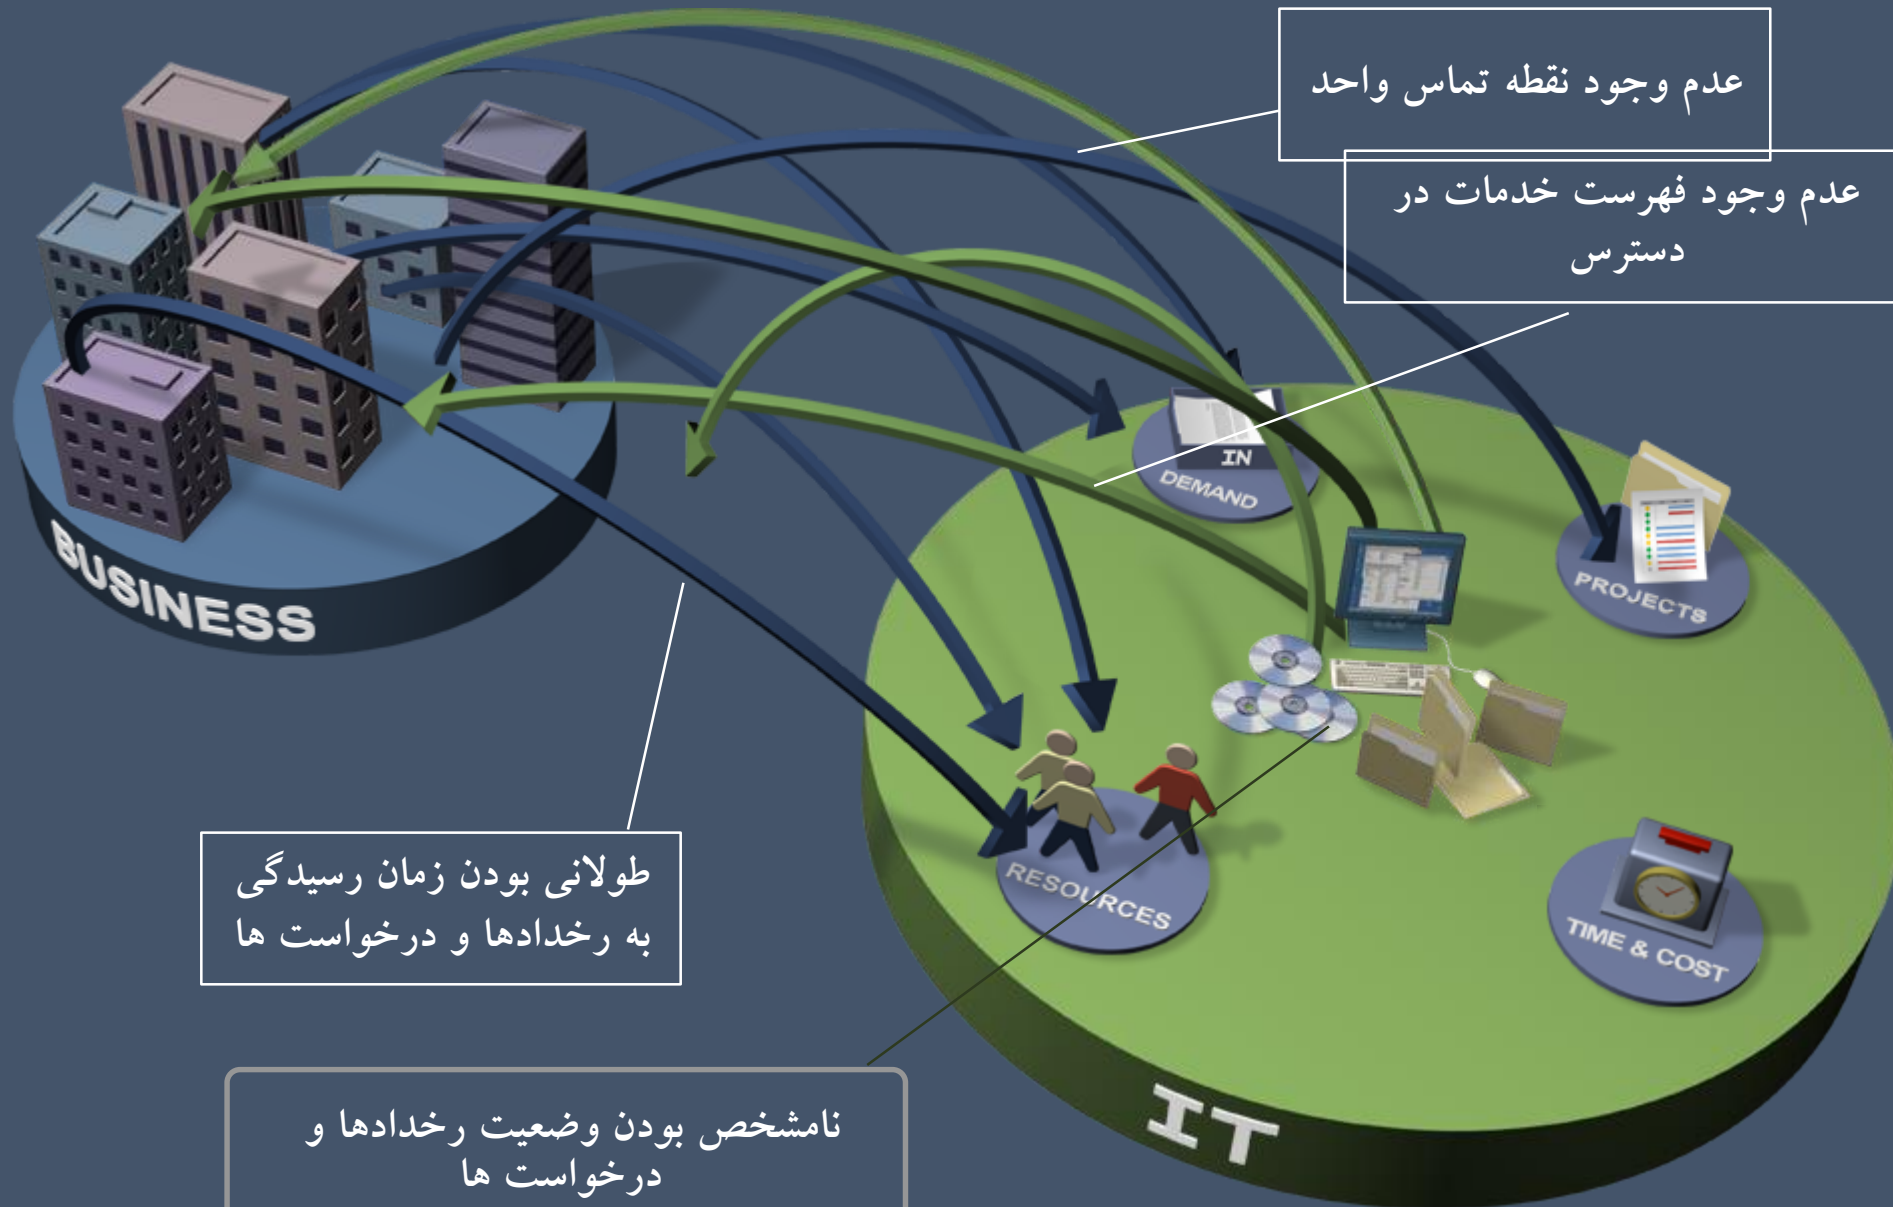 عدم وجود نقطه تماس واحد
عدم وجود فهرست خدمات در
دسترس
IN
DEMAND
PROJECTS
BUSINESS
طولانی بودن زمان رسیدگی
به رخدادها و درخواست ها
RESOURCES
TIME & COST
نامشخص بودن وضعیت رخدادها و
درخواست ها
IT